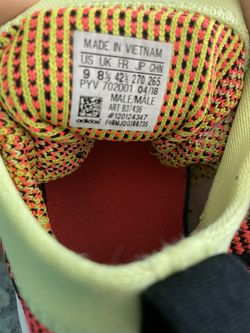 MADE IN VIETNAM
US UK FR JP CHN
9 8½ 42⅔ 270 265
PYV 702001 04/18
MALE/MALE
ART B37436
#120124347
adidas